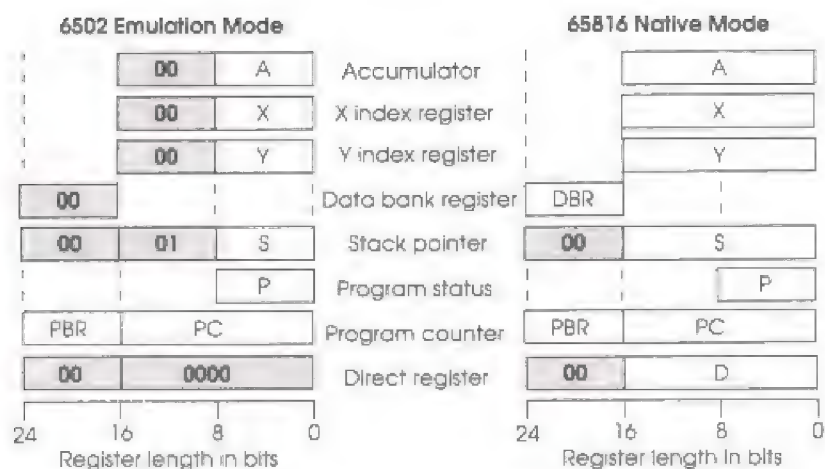 6502 Emulation Mode 65816 Native Mode
00 A Accumulator A
00 X X index register X
00 Y Y index register Y
00 Data bank register DBR
00 01 S Stack pointer 00 S
P Program status P
PBR PC Program counter PBR PC
00 0000 Direct register 00 D
24 16 8 0 24 16 8 0
Register length in bits Register length in bits